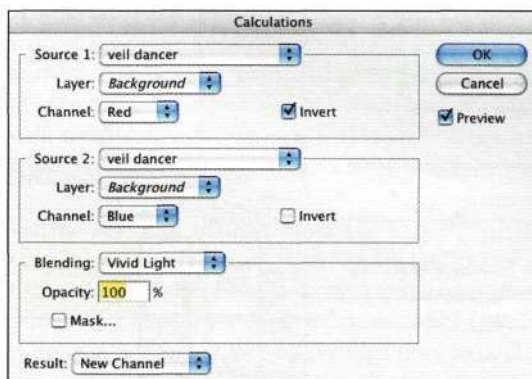 Calculations
Source 1: veil dancer
OK
Layer: Background
Cancel
Channel: Red
Invert
Preview
Source 2: veil dancer
Layer: Background
Channel: Blue
Invert
Blending: Vivid Light
Opacity: 100 %
Mask...
Result: New Channel